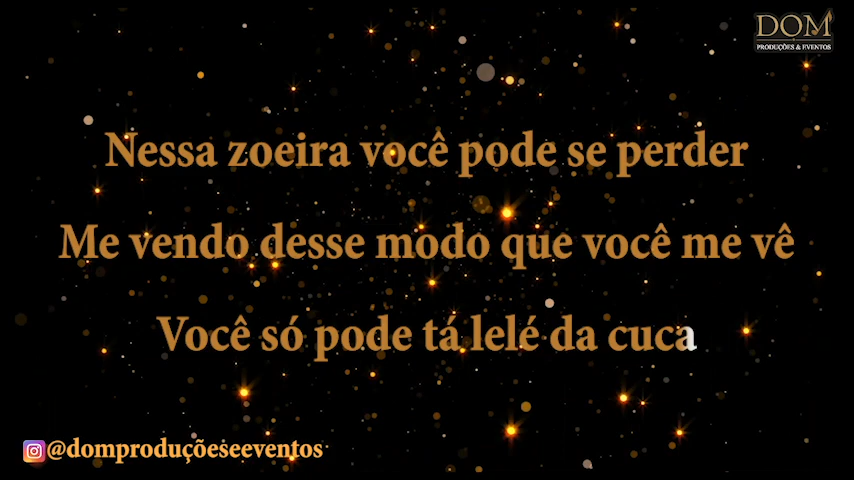 DOM
PRODUÇÕES & EVENTOS
Nessa zoeira você pode se perder
Me vendo desse modo que você me vê
Você só pode tá lelé da cuca
@domproduçõeseeventos